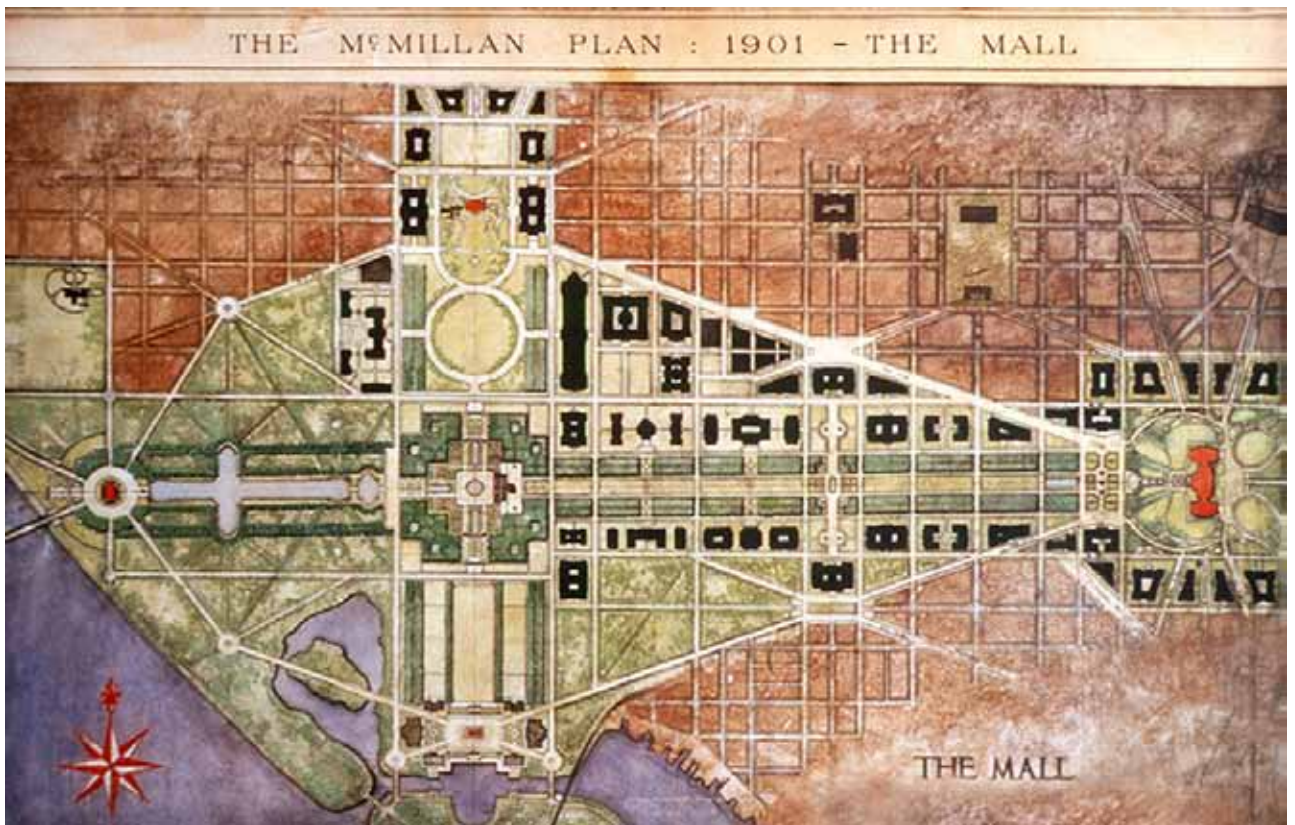 THE MᶜMILLAN PLAN : 1901 – THE MALL
THE MALL